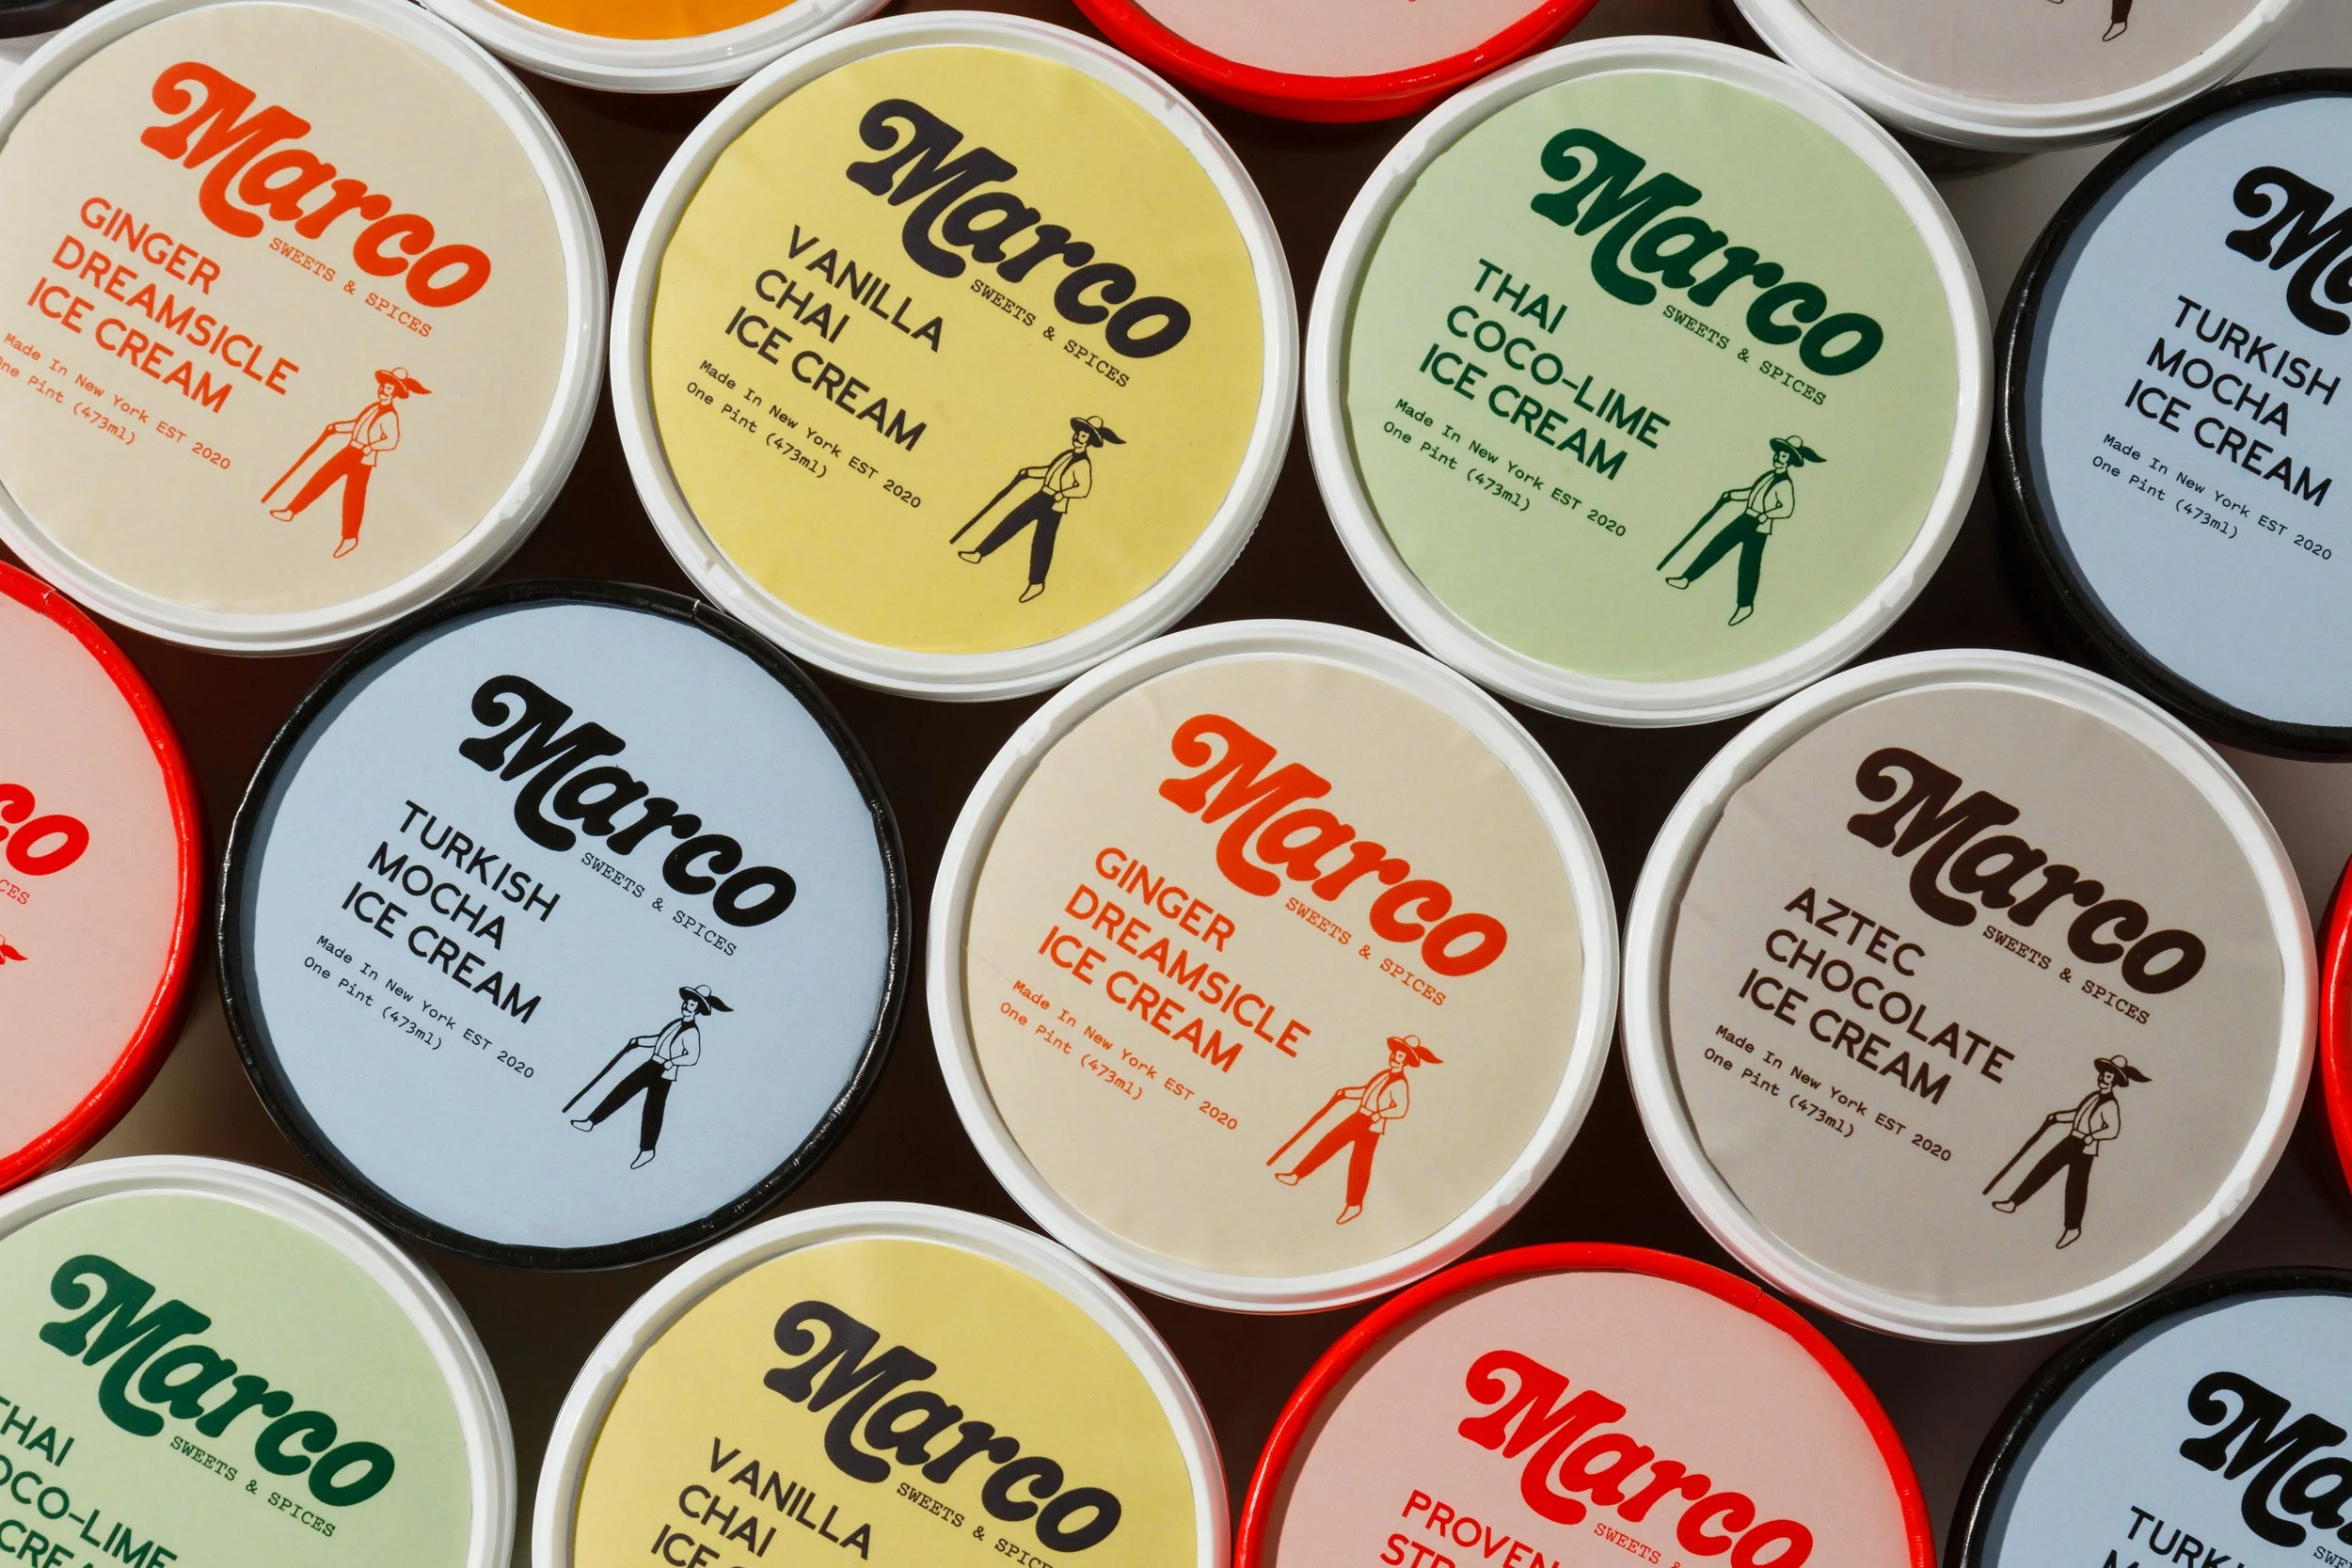 Marco
SWEETS & SPICES
GINGER
DREAMSICLE
ICE CREAM
Made In New York EST 2020
One Pint (473ml)
Marco
SWEETS & SPICES
VANILLA
CHAI
ICE CREAM
Made In New York EST 2020
One Pint (473ml)
Marco
SWEETS & SPICES
THAI
COCO-LIME
ICE CREAM
Made In New York EST 2020
One Pint (473ml)
TURKISH
MOCHA
ICE CREAM
Made In New York EST 2020
One Pint (473ml)
Marco
SWEETS & SPICES
TURKISH
MOCHA
ICE CREAM
Made In New York EST 2020
One Pint (473ml)
Marco
SWEETS & SPICES
GINGER
DREAMSICLE
ICE CREAM
Made In New York EST 2020
One Pint (473ml)
Marco
SWEETS & SPICES
AZTEC
CHOCOLATE
ICE CREAM
Made In New York EST 2020
One Pint (473ml)
Marco
SWEETS & SPICES
THAI
Marco
SWEETS & SPICES
VANILLA
CHAI
ICE
Marco
SWEETS &